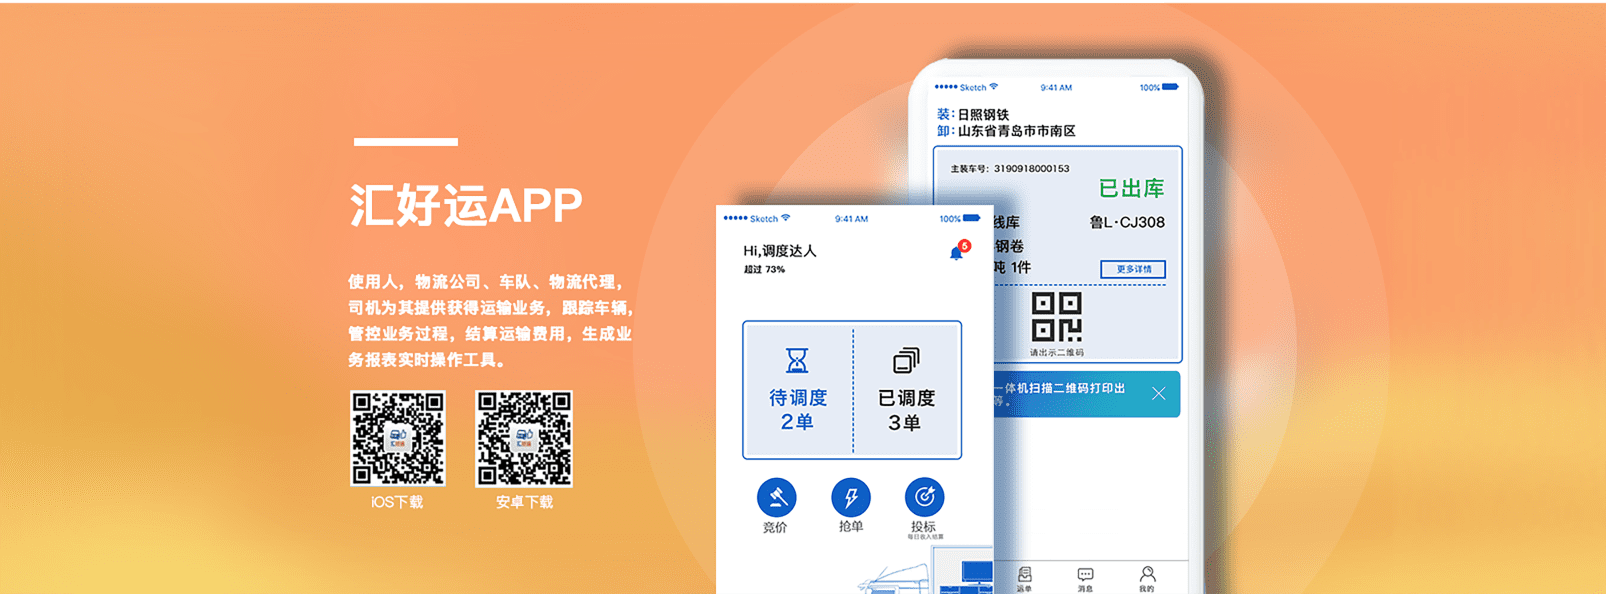 汇好运APP
使用人，物流公司、车队、物流代理，
司机为其提供获得运输业务，跟踪车辆，
管控业务过程，结算运输费用，生成业
务报表实时操作工具。
iOS下载
安卓下载
Sketch
9:41 AM
100%
Hi,调度达人
超过 73%
5
待调度
2单
已调度
3单
竞价
抢单
投标
每日收入结算
Sketch
9:41 AM
100%
装：日照钢铁
卸：山东省青岛市市南区
主装车号：3190918000153
已出库
线库
鲁L·CJ308
钢卷
吨 1件
更多详情
请出示二维码
一体机扫描二维码打印出
等。
运单
消息
我的